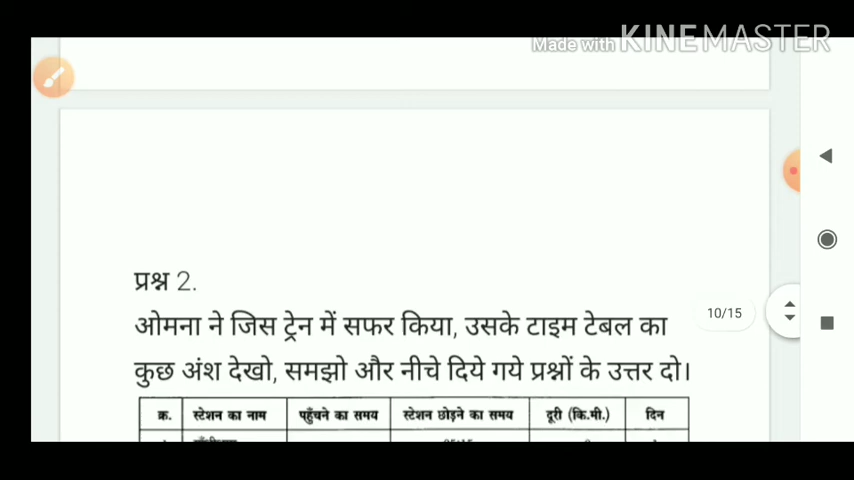 Made with KINEMASTER
प्रश्न 2.
ओमना ने जिस ट्रेन में सफर किया, उसके टाइम टेबल का
10/15
कुछ अंश देखो, समझो और नीचे दिये गये प्रश्नों के उत्तर दो।
क्र. स्टेशन का नाम पहुँचने का समय स्टेशन छोड़ने का समय दूरी (कि.मी.) दिन